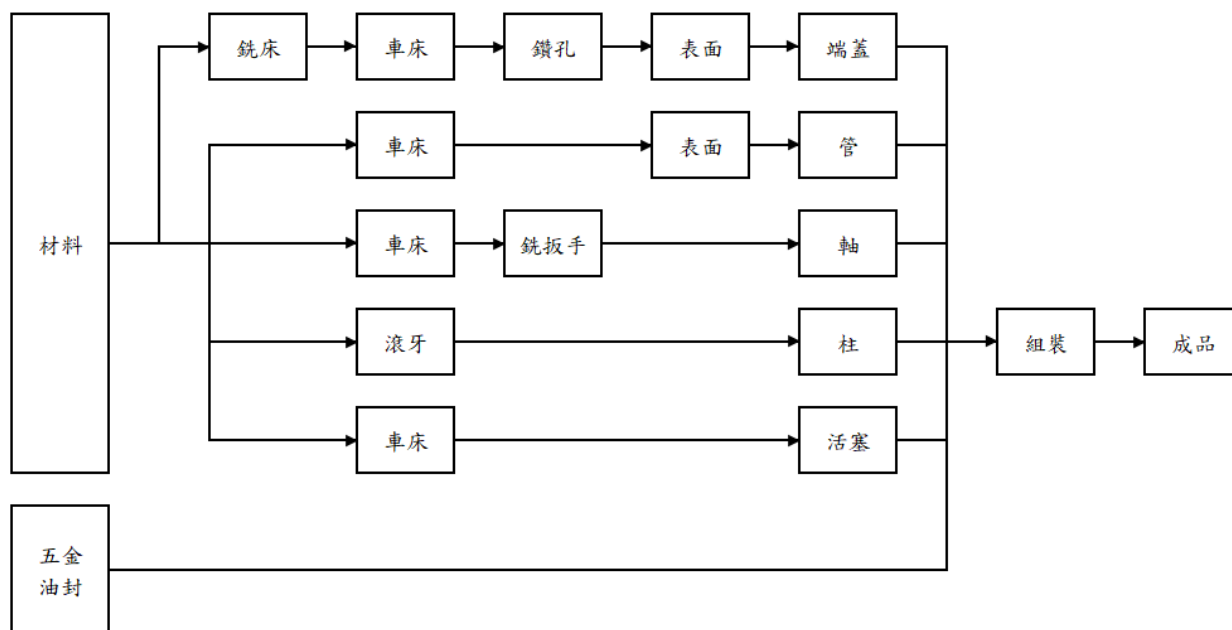 材料
銑床
車床
鑽孔
表面
端蓋
車床
表面
管
車床
銑扳手
軸
滾牙
柱
組裝
成品
車床
活塞
五金
油封